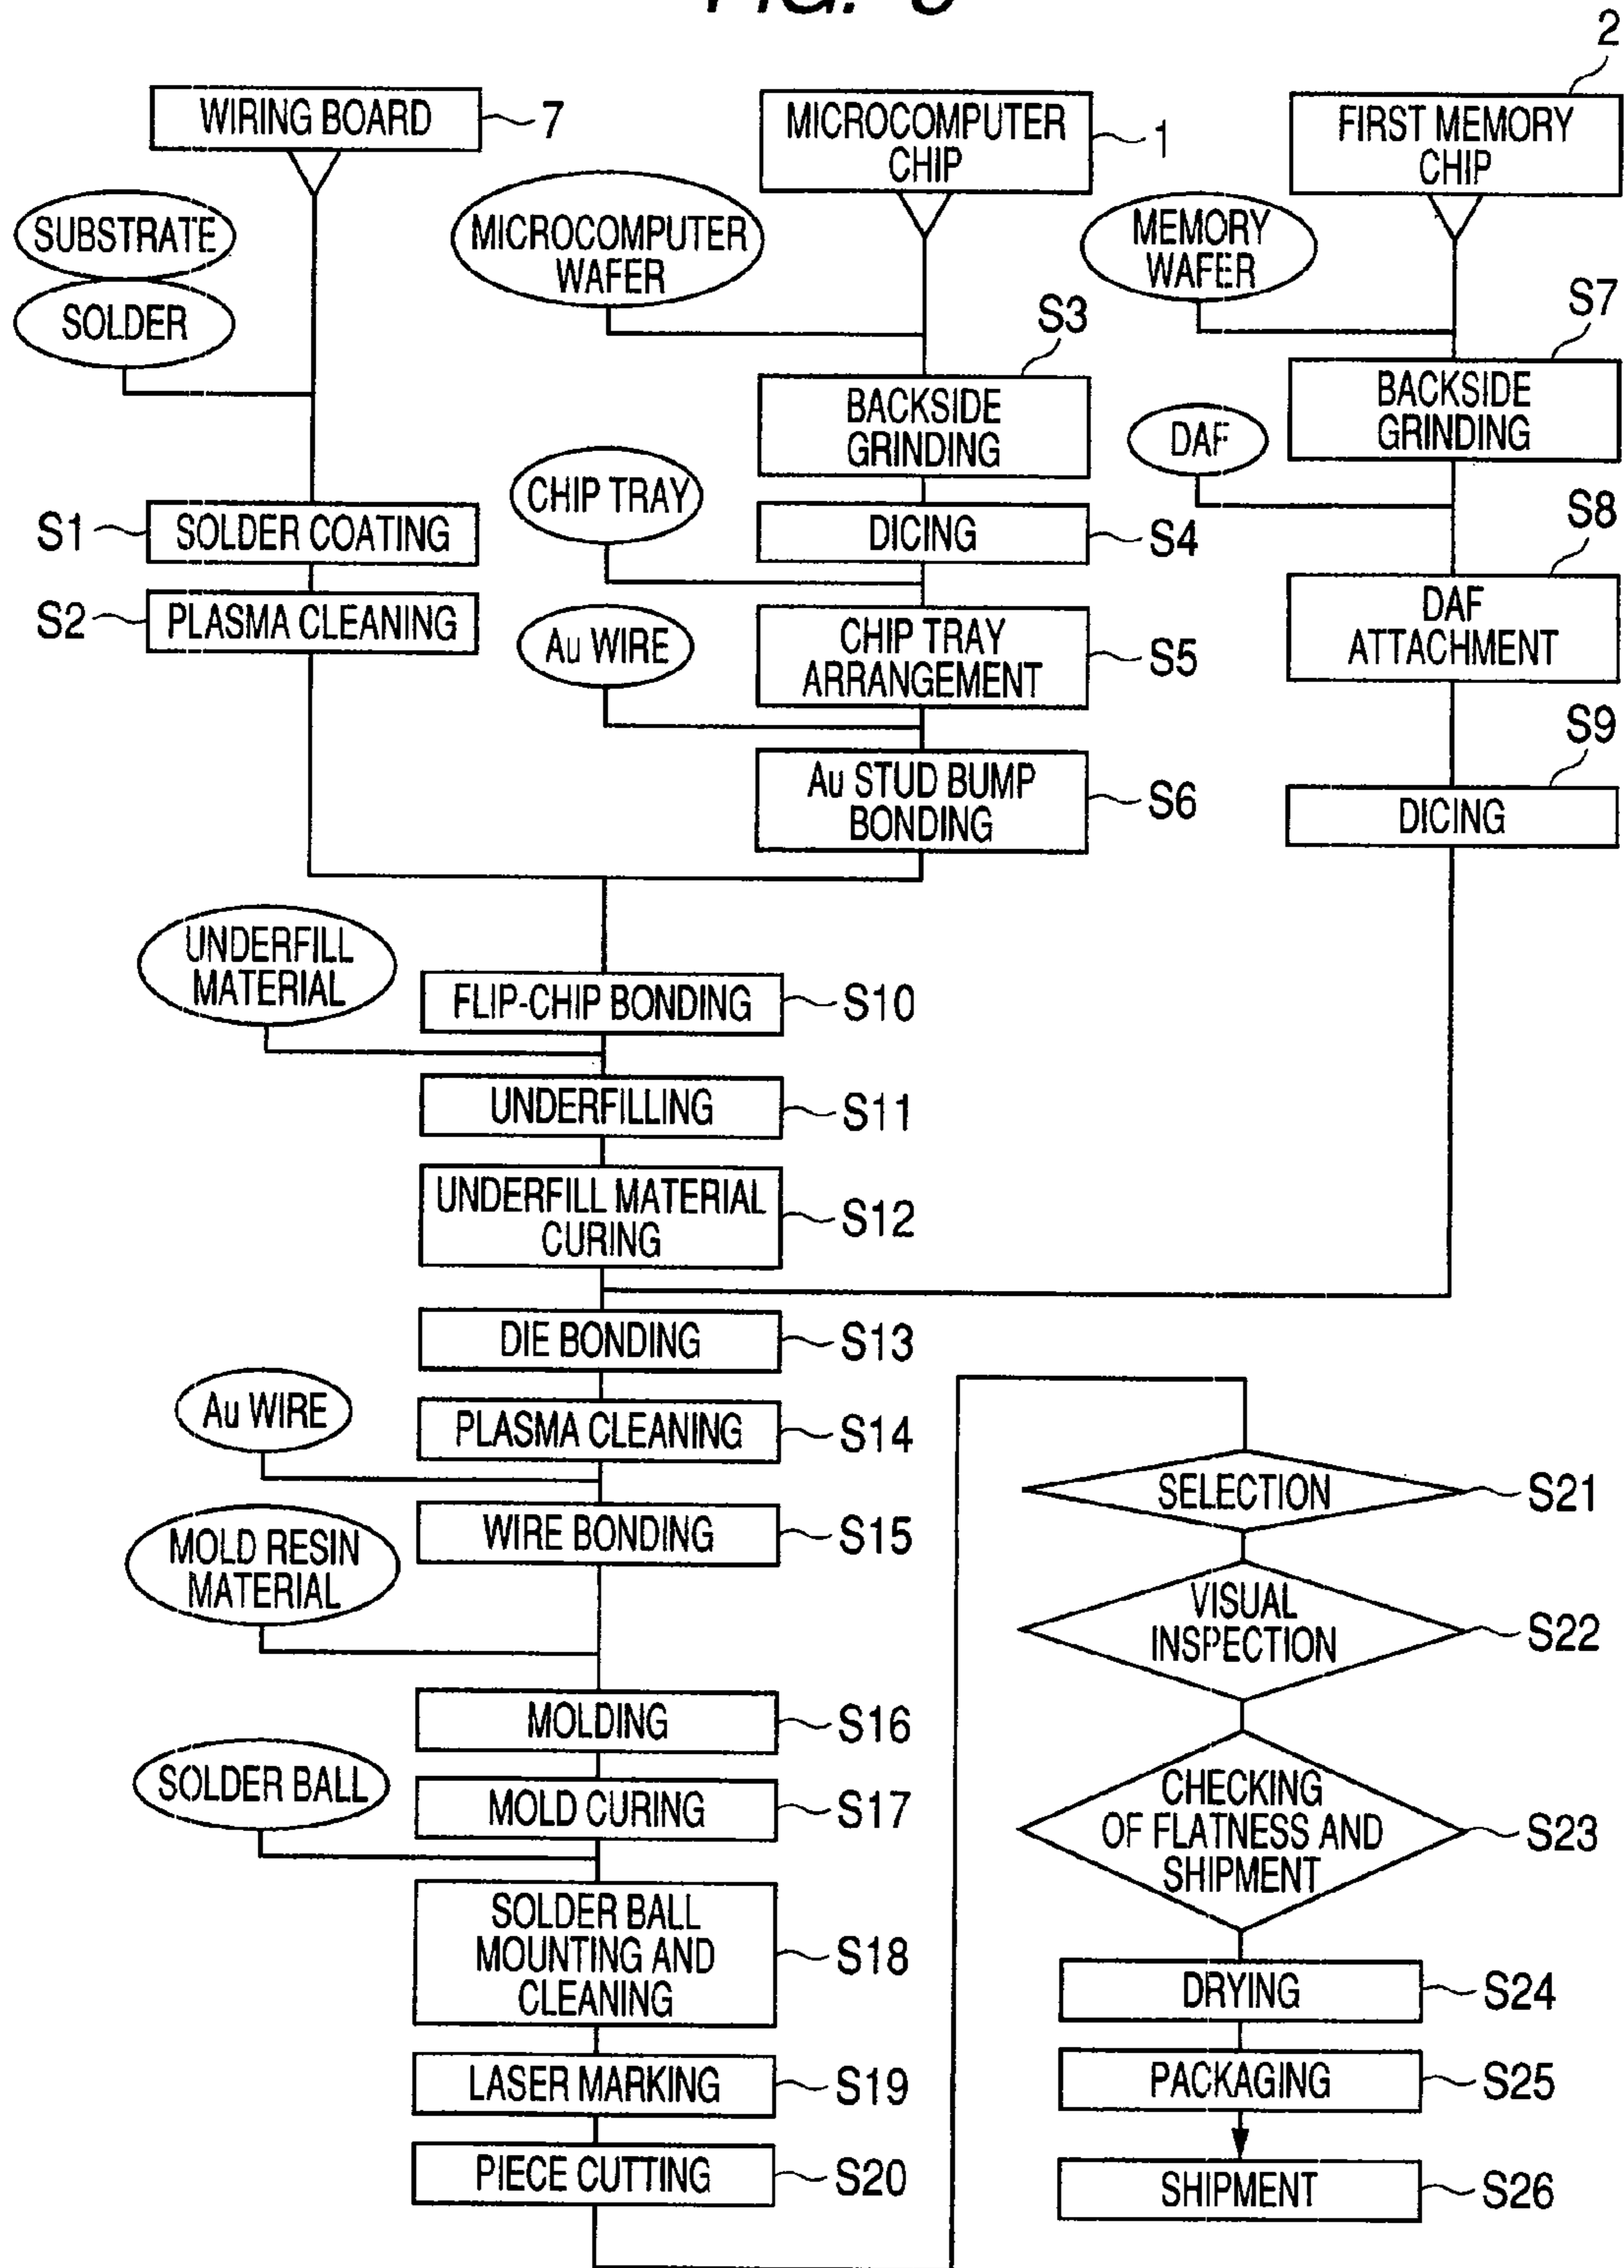 2
WIRING BOARD
7
MICROCOMPUTER
CHIP
1
FIRST MEMORY
CHIP
SUBSTRATE
SOLDER
MICROCOMPUTER
WAFER
MEMORY
WAFER
S3
S7
BACKSIDE
GRINDING
BACKSIDE
GRINDING
DAF
CHIP TRAY
S1
SOLDER COATING
DICING
S4
S8
S2
PLASMA CLEANING
Au WIRE
CHIP TRAY
ARRANGEMENT
S5
DAF
ATTACHMENT
S9
Au STUD BUMP
BONDING
S6
DICING
UNDERFILL
MATERIAL
FLIP-CHIP BONDING
S10
UNDERFILLING
S11
UNDERFILL MATERIAL
CURING
S12
DIE BONDING
S13
Au WIRE
PLASMA CLEANING
S14
WIRE BONDING
S15
MOLD RESIN
MATERIAL
MOLDING
S16
SOLDER BALL
MOLD CURING
S17
SOLDER BALL
MOUNTING AND
CLEANING
S18
LASER MARKING
S19
PIECE CUTTING
S20
SELECTION
S21
VISUAL
INSPECTION
S22
CHECKING
OF FLATNESS AND
SHIPMENT
S23
DRYING
S24
PACKAGING
S25
SHIPMENT
S26